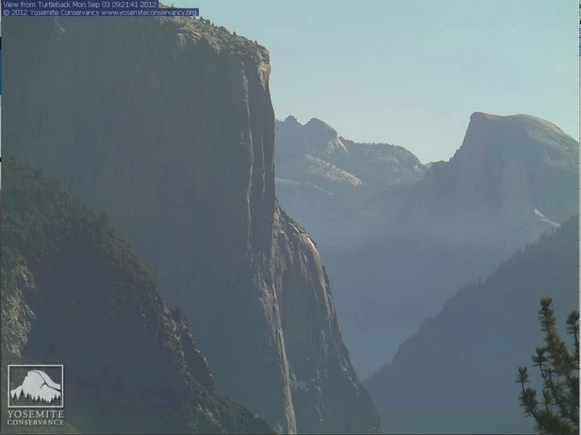 View from Turtleback Mon Sep 03 09:21:41 2012
© 2012 Yosemite Conservancy www.yosemiteconservancy.org
YOSEMITE
CONSERVANCY